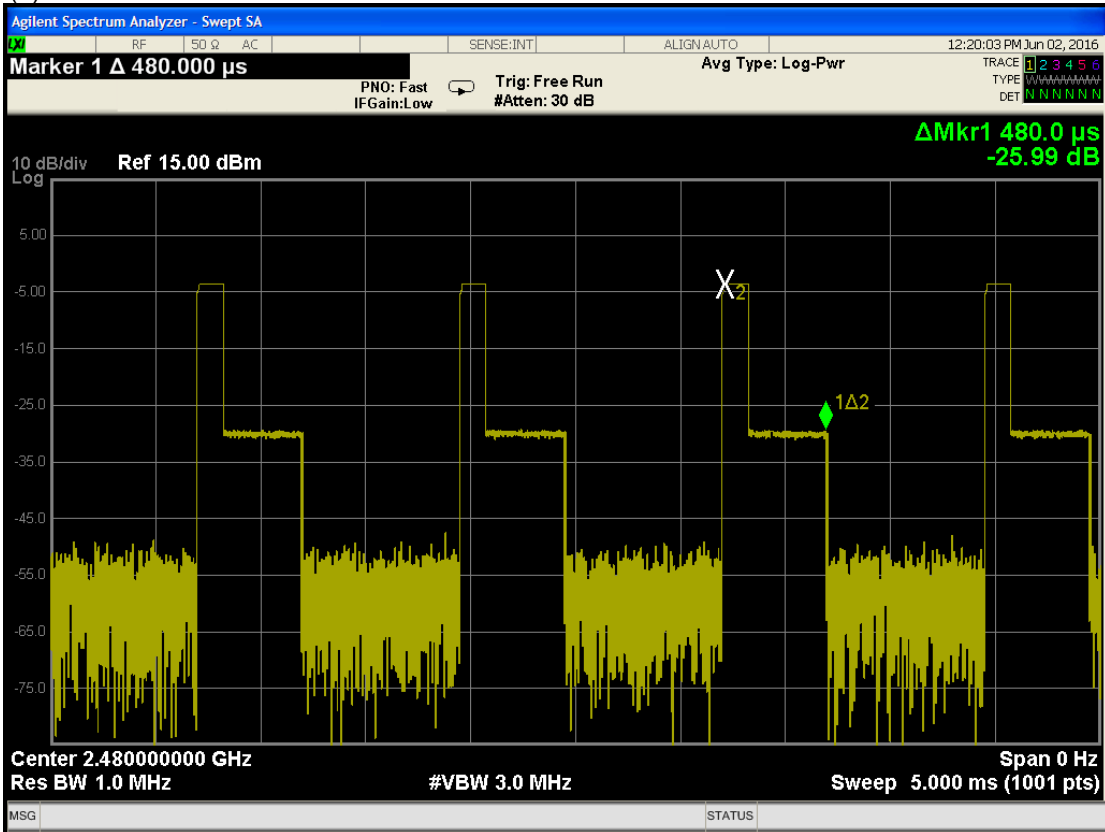 Agilent Spectrum Analyzer - Swept SA
LXI RF 50 Ω AC SENSE:INT ALIGNAUTO 12:20:03 PM Jun 02, 2016
Marker 1 Δ 480.000 µs Avg Type: Log-Pwr TRACE 1 2 3 4 5 6
PNO: Fast Trig: Free Run TYPE WWWWWW
IFGain:Low #Atten: 30 dB DET N N N N N N
ΔMkr1 480.0 µs
10 dB/div Ref 15.00 dBm -25.99 dB
Log
5.00
-5.00
X2
-15.0
-25.0
1Δ2
-35.0
-45.0
-55.0
-65.0
-75.0
Center 2.480000000 GHz Span 0 Hz
Res BW 1.0 MHz #VBW 3.0 MHz Sweep 5.000 ms (1001 pts)
MSG STATUS